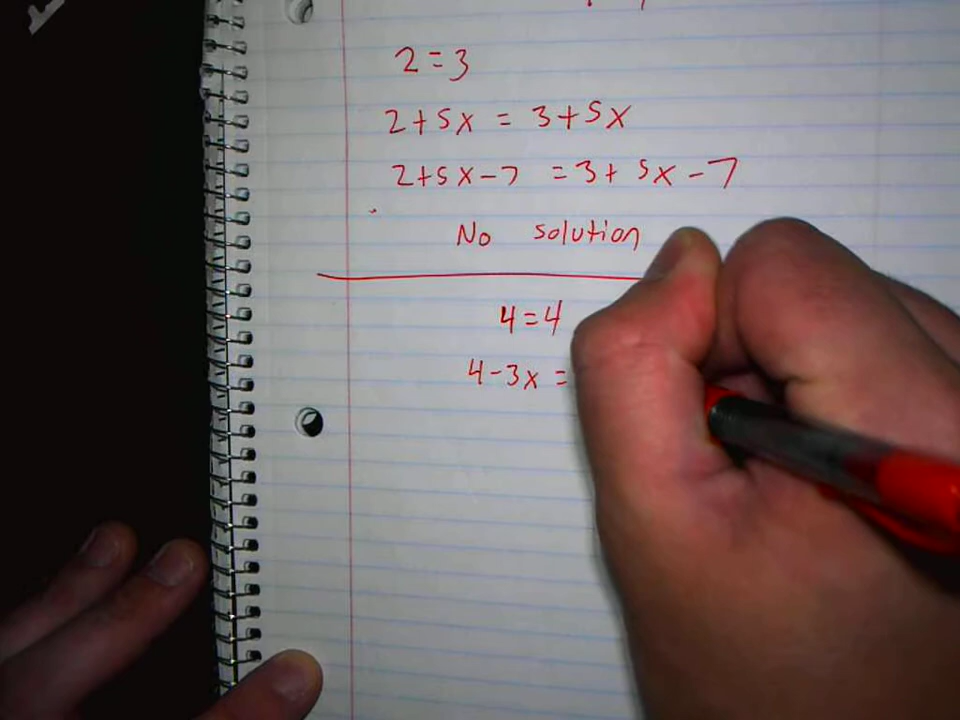 2 = 3
2 + 5x = 3 + 5x
2 + 5x - 7 = 3 + 5x - 7
No solution
4 = 4
4 - 3x =